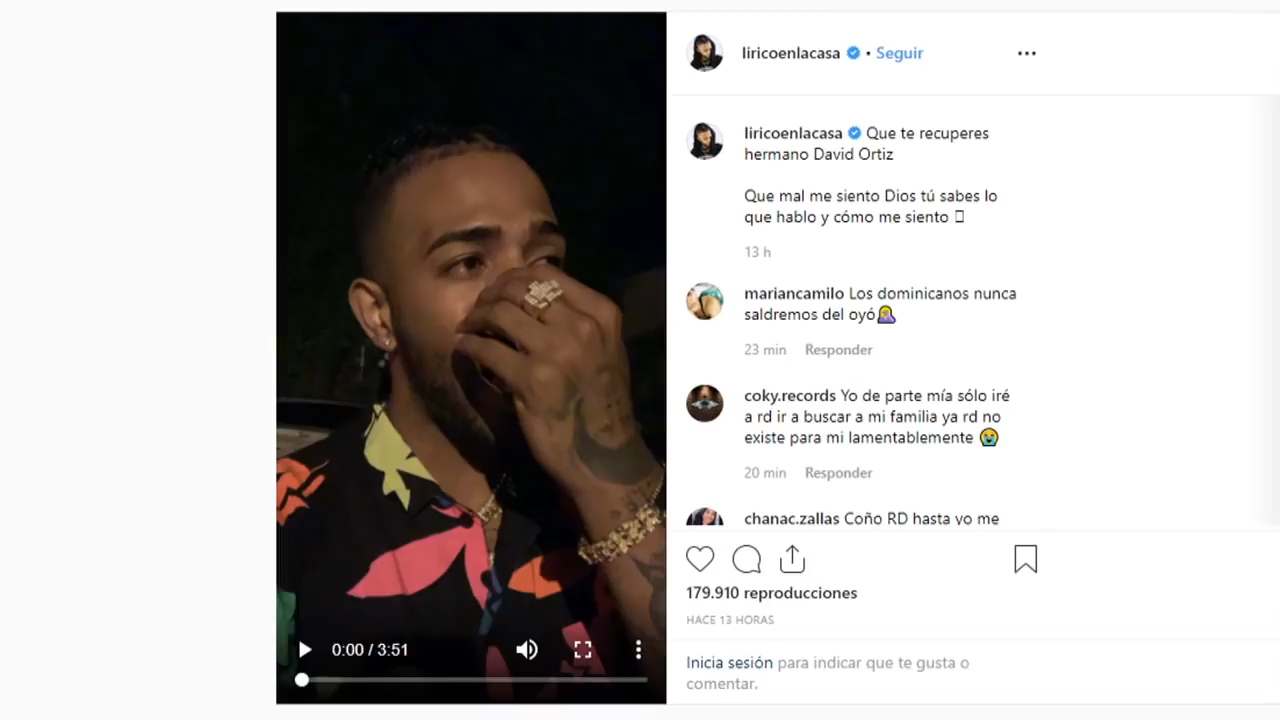 liricoenlacasa • Seguir
liricoenlacasa Que te recuperes
hermano David Ortiz
Que mal me siento Dios tú sabes lo
que hablo y cómo me siento
13 h
mariancamilo Los dominicanos nunca
saldremos del oyó🤦‍♀️
23 min Responder
coky.records Yo de parte mía sólo iré
a rd ir a buscar a mi familia ya rd no
existe para mi lamentablemente 😭
20 min Responder
chanac.zallas Coño RD hasta yo me
179.910 reproducciones
HACE 13 HORAS
Inicia sesión para indicar que te gusta o
comentar.
0:00 / 3:51